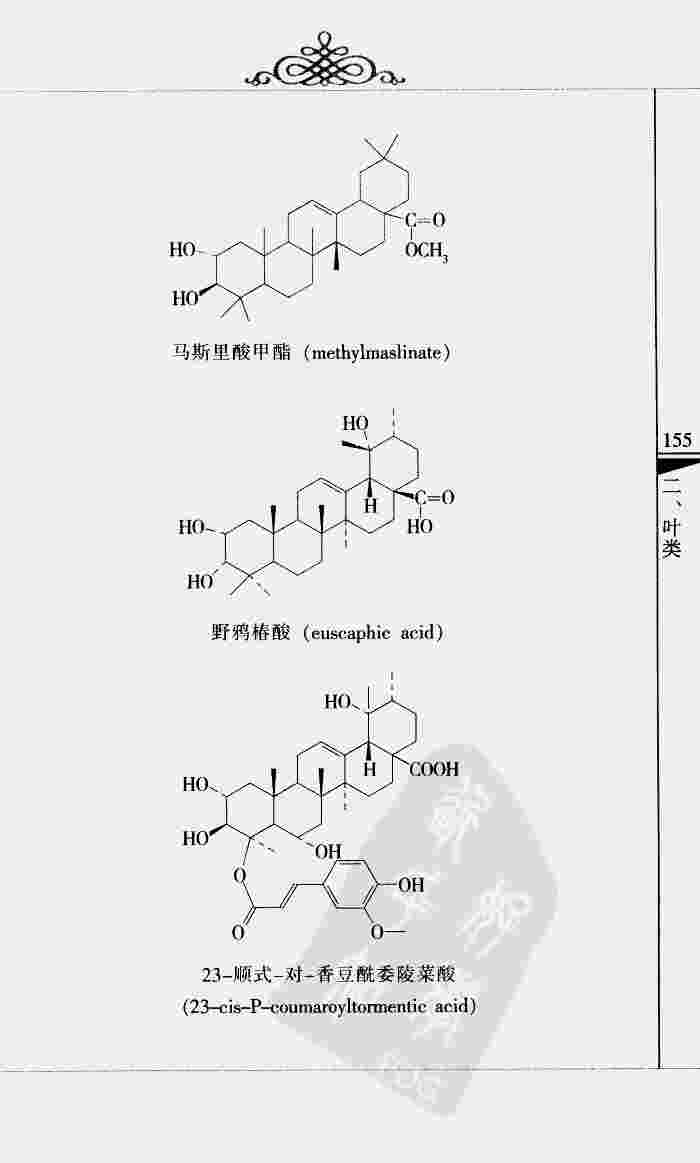 C=O
HO
OCH3
HO
马斯里酸甲酯 (methylmaslinate)
HO
155
H
C=O
HO
HO
二、叶类
HO
野鸦椿酸 (euscaphic acid)
HO
H
COOH
HO
HO
OH
O
OH
O
O
23-顺式-对-香豆酰委陵菜酸
(23-cis-P-coumaroyltormentic acid)